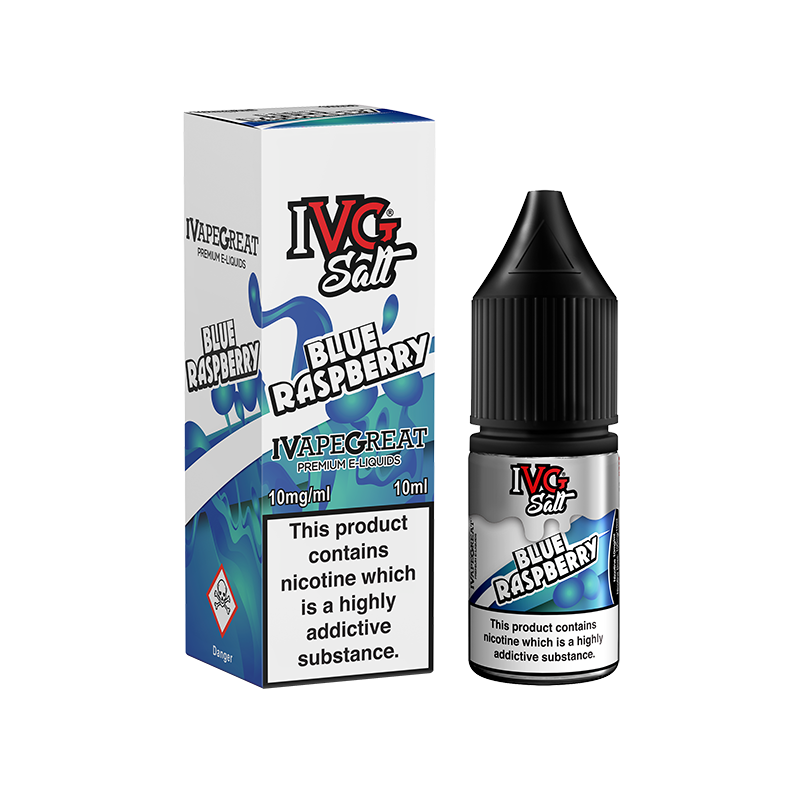 IVAPEGREAT
PREMIUM E-LIQUIDS
BLUE
RASPBERRY
Danger
IVG®
Salt
BLUE
RASPBERRY
IVAPEGREAT
PREMIUM E-LIQUIDS
10mg/ml 10ml
This product
contains
nicotine which
is a highly
addictive
substance.
IVG
Salt
BLUE
RASPBERRY
IVAPEGREAT
This product contains
nicotine which is a highly
addictive substance.